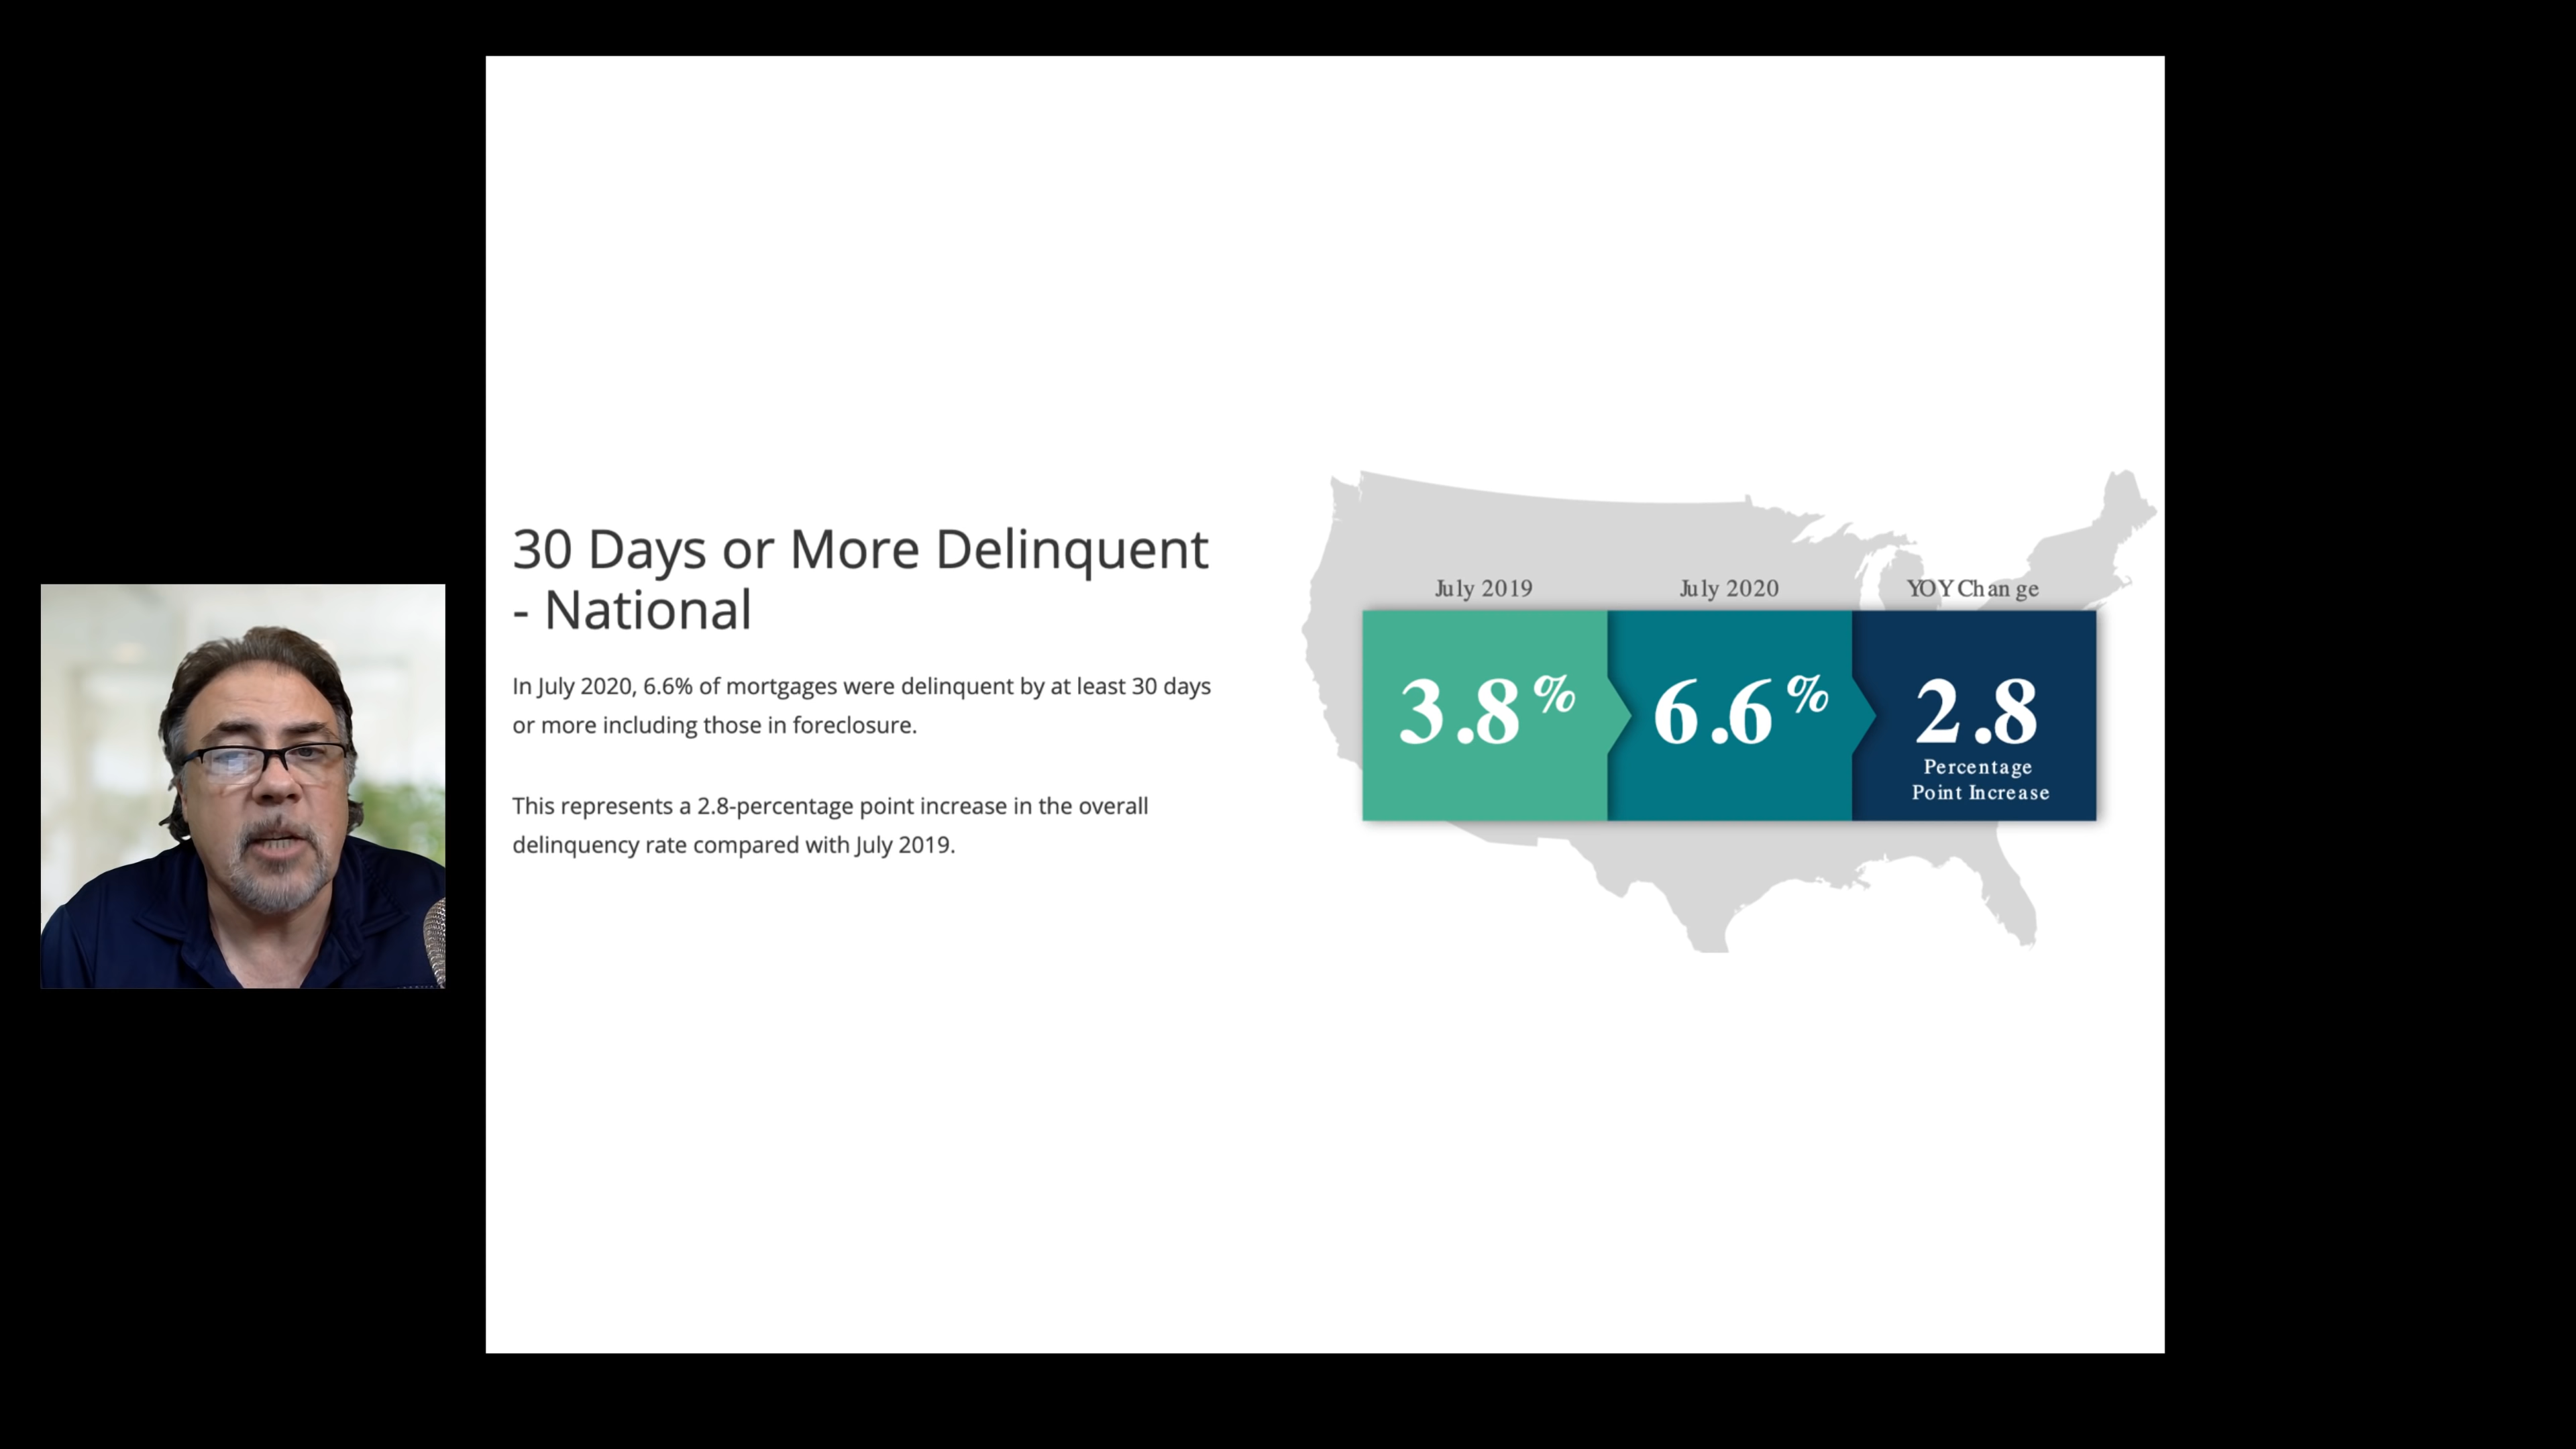 30 Days or More Delinquent
- National
In July 2020, 6.6% of mortgages were delinquent by at least 30 days
or more including those in foreclosure.
This represents a 2.8-percentage point increase in the overall
delinquency rate compared with July 2019.
July 2019
July 2020
YOY Change
3.8%
6.6%
2.8
Percentage
Point Increase